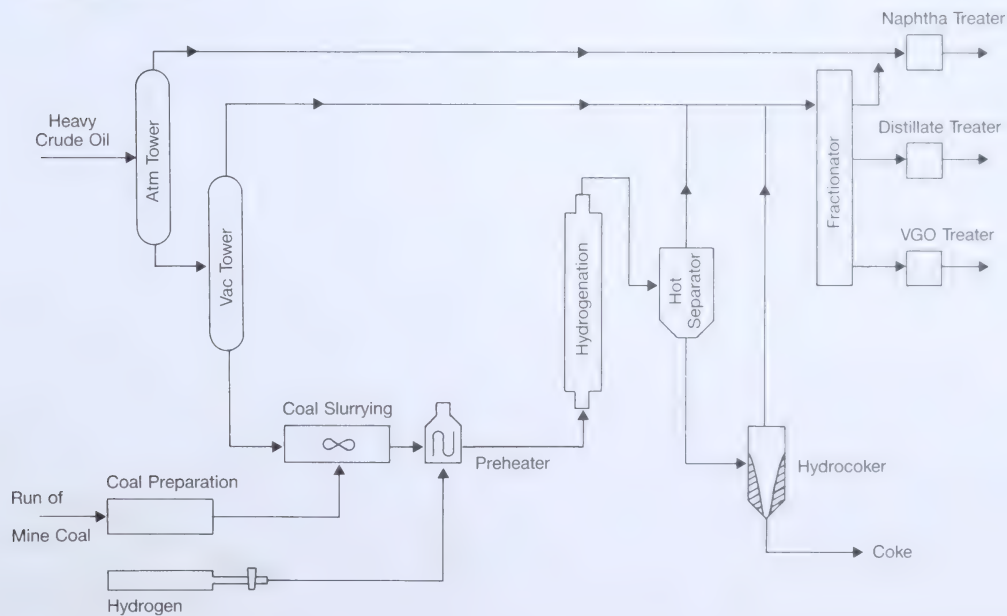 Naphtha Treater
Heavy
Crude Oil
Atm Tower
Distillate Treater
Fractionator
Vac Tower
VGO Treater
Hydrogenation
Hot
Separator
Coal Slurrying
Preheater
Hydrocoker
Coal Preparation
Run of
Mine Coal
Coke
Hydrogen